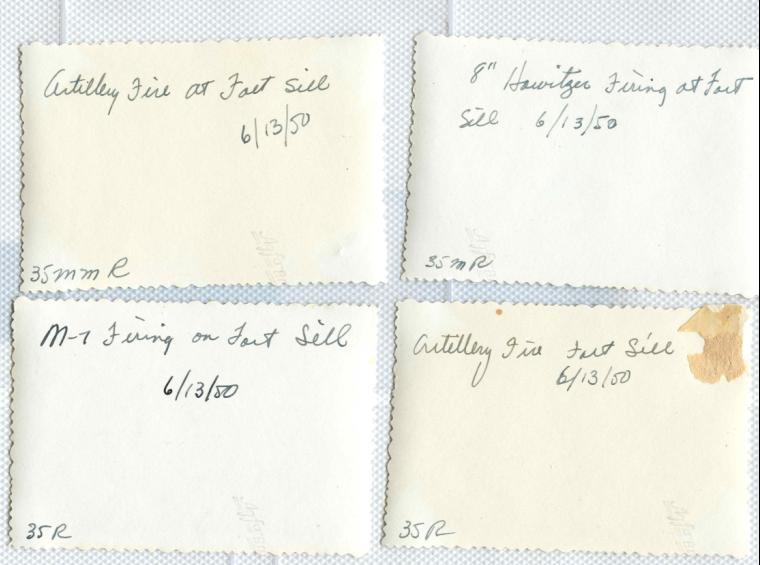 Artillery Fire at Fort Sill
6/13/50
35mm R
8" Howitzer Firing at Fort
Sill 6/13/50
35mR
M-7 Firing on Fort Sill
6/13/50
35R
Artillery Fire Fort Sill
6/13/50
35R